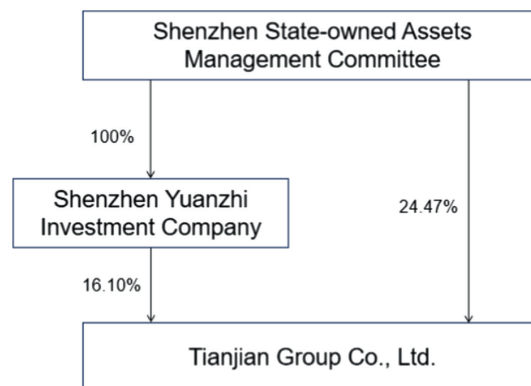 Shenzhen State-owned Assets
Management Committee
100%
Shenzhen Yuanzhi
Investment Company
24.47%
16.10%
Tianjian Group Co., Ltd.